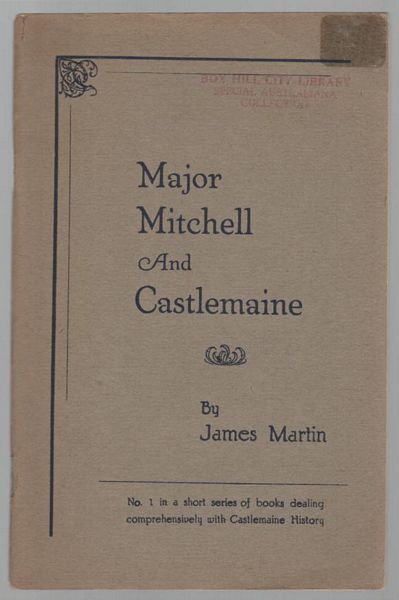 BOX HILL CITY LIBRARY
SPECIAL AUSTRALIANA
COLLECTION
Major
Mitchell
And
Castlemaine
By
James Martin
No. 1 in a short series of books dealing
comprehensively with Castlemaine History